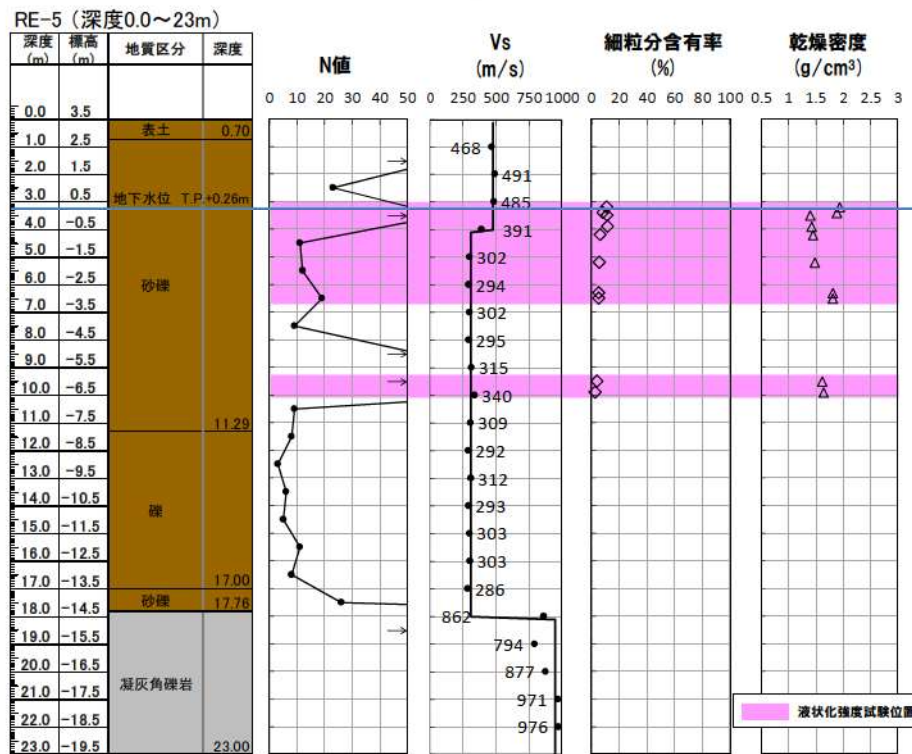 RE-5（深度0.0～23m）
深度(m) 標高(m) 地質区分 深度 N値 Vs(m/s) 細粒分含有率(%) 乾燥密度(g/cm³)
0 10 20 30 40 50 0 250 500 750 1000 0 20 40 60 80 100 0.5 1 1.5 2 2.5 3
0.0 3.5
表土 0.70
1.0 2.5 468
2.0 1.5 491
3.0 0.5 地下水位 T.P.+0.26m 485
4.0 -0.5 391
5.0 -1.5 302
6.0 -2.5 砂礫 294
7.0 -3.5 302
8.0 -4.5 295
9.0 -5.5 315
10.0 -6.5 340
11.0 -7.5 11.29 309
12.0 -8.5 292
13.0 -9.5 312
14.0 -10.5 礫 293
15.0 -11.5 303
16.0 -12.5 303
17.0 -13.5 17.00 286
砂礫 17.76
18.0 -14.5 862
19.0 -15.5 794
20.0 -16.5 877
凝灰角礫岩
21.0 -17.5 971
22.0 -18.5 976
23.0 -19.5 23.00
液状化強度試験位置